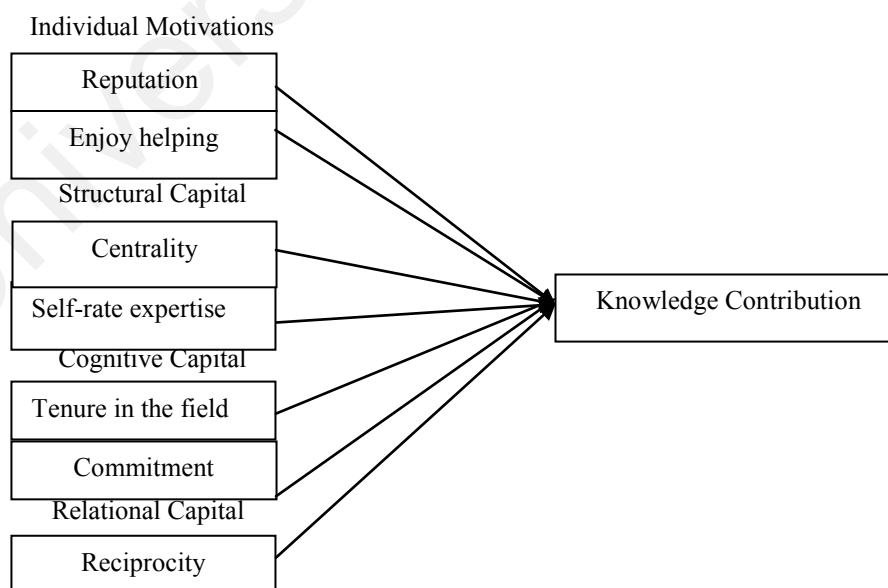 Individual Motivations
Reputation
Enjoy helping
Structural Capital
Centrality
Self-rate expertise
Cognitive Capital
Tenure in the field
Commitment
Relational Capital
Reciprocity
Knowledge Contribution